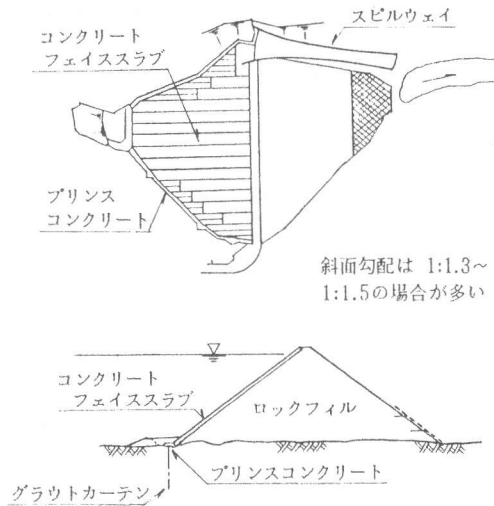 スピルウェイ
コンクリート
フェイススラブ
プリンス
コンクリート
斜面勾配は 1:1.3～
1:1.5の場合が多い
コンクリート
フェイススラブ
ロックフィル
プリンスコンクリート
グラウトカーテン